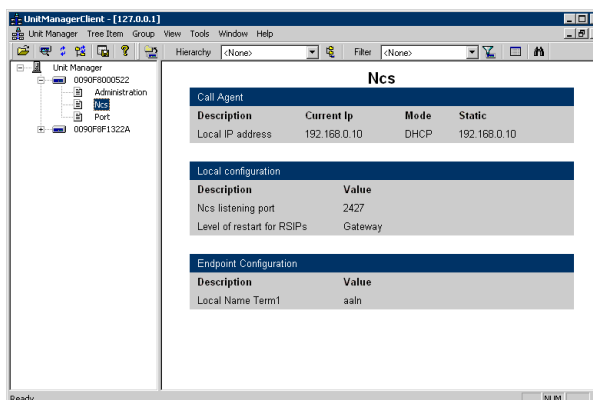 UnitManagerClient - [127.0.0.1]
Unit Manager Tree Item Group View Tools Window Help
Hierarchy <None> Filter <None>
Unit Manager
0090F8000522
Administration
Ncs
Port
0090F8F1322A
Ncs
Call Agent
Description Current Ip Mode Static
Local IP address 192.168.0.10 DHCP 192.168.0.10
Local configuration
Description Value
Ncs listening port 2427
Level of restart for RSIPs Gateway
Endpoint Configuration
Description Value
Local Name Term1 aaln
Ready NUM